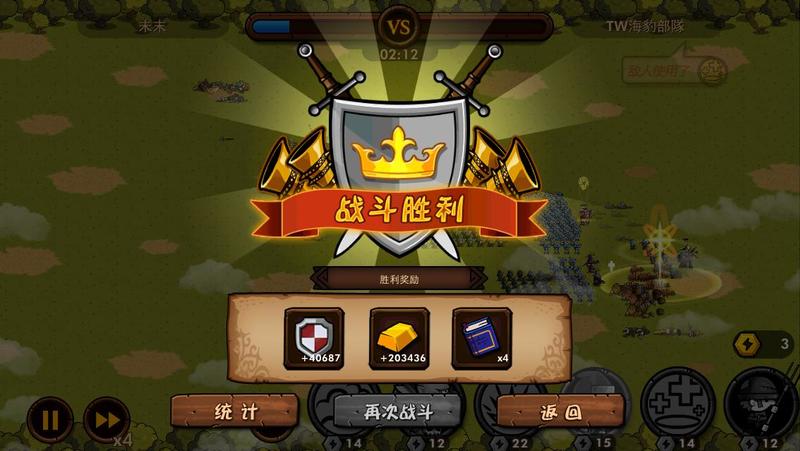 未末
VS
TW海豹部隊
02:12
敌人使用了
战斗胜利
胜利奖励
+40687
+203436
x4
3
统计
再次战斗
返回
x4
14
12
22
15
14
12